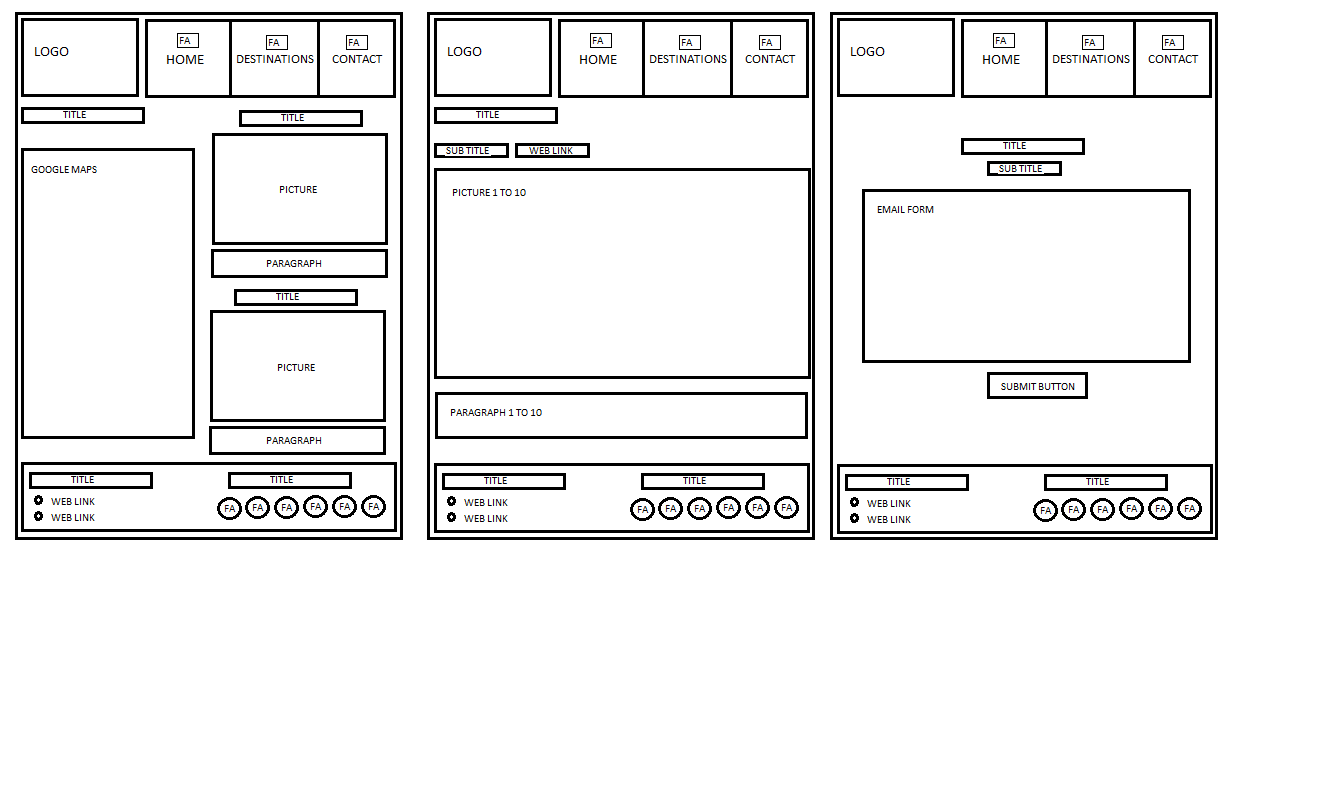 LOGO
FA
HOME
FA
DESTINATIONS
FA
CONTACT
TITLE
GOOGLE MAPS
TITLE
PICTURE
PARAGRAPH
TITLE
PICTURE
PARAGRAPH
TITLE
WEB LINK
WEB LINK
TITLE
FA FA FA FA FA FA
LOGO
FA
HOME
FA
DESTINATIONS
FA
CONTACT
TITLE
SUB TITLE
WEB LINK
PICTURE 1 TO 10
PARAGRAPH 1 TO 10
TITLE
WEB LINK
WEB LINK
TITLE
FA FA FA FA FA FA
LOGO
FA
HOME
FA
DESTINATIONS
FA
CONTACT
TITLE
SUB TITLE
EMAIL FORM
SUBMIT BUTTON
TITLE
WEB LINK
WEB LINK
TITLE
FA FA FA FA FA FA